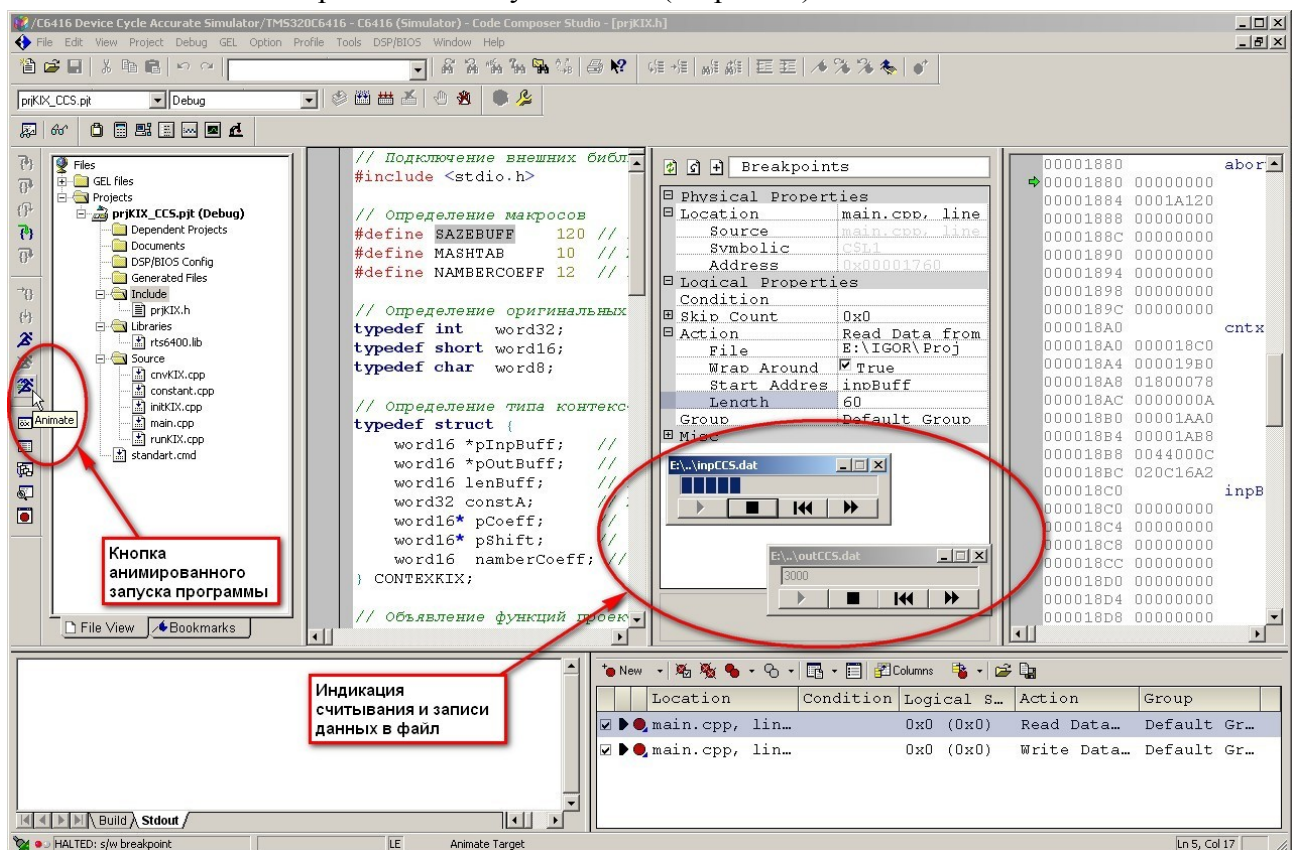 /C6416 Device Cycle Accurate Simulator/TMS320C6416 - C6416 (Simulator) - Code Composer Studio - [prjKIX.h]
File Edit View Project Debug GEL Option Profile Tools DSP/BIOS Window Help
prjKIX_CCS.pjt Debug
Files
GEL files
Projects
prjKIX_CCS.pjt (Debug)
Dependent Projects
Documents
DSP/BIOS Config
Generated Files
Include
prjKIX.h
Libraries
rts6400.lib
Source
cnvKIX.cpp
constant.cpp
initKIX.cpp
main.cpp
runKIX.cpp
standart.cmd
Animate
Кнопка
анимированного
запуска программы
File View Bookmarks
// Подключение внешних библ
#include <stdio.h>
// Определение макросов
#define SAZEBUFF 120 //
#define MASHTAB 10 //
#define NAMBERCOEFF 12 //
// Определение оригинальных
typedef int word32;
typedef short word16;
typedef char word8;
// Определение типа контекс
typedef struct {
word16 *pInpBuff; //
word16 *pOutBuff; //
word16 lenBuff; //
word32 constA; //
word16* pCoeff; //
word16* pShift; //
word16 namberCoeff; //
} CONTEXKIX;
// Объявление функций проек
Breakpoints
Physical Properties
Location main.cpp, line
Source main.cpp, line
Symbolic CSL1
Address 0x00001760
Logical Properties
Condition
Skip Count 0x0
Action Read Data from
File E:\IGOR\Proj
Wrap Around True
Start Addres inpBuff
Length 60
Group Default Group
Misc
E:\..\inpCCS.dat
E:\..\outCCS.dat
3000
00001880 abor
00001880 00000000
00001884 0001A120
00001888 00000000
0000188C 00000000
00001890 00000000
00001894 00000000
00001898 00000000
0000189C 00000000
000018A0 cntx
000018A0 000018C0
000018A4 000019B0
000018A8 01800078
000018AC 0000000A
000018B0 00001AA0
000018B4 00001AB8
000018B8 0044000C
000018BC 020C16A2
000018C0 inpB
000018C0 00000000
000018C4 00000000
000018C8 00000000
000018CC 00000000
000018D0 00000000
000018D4 00000000
000018D8 00000000
Индикация
считывания и записи
данных в файл
New Columns
Location Condition Logical S... Action Group
main.cpp, lin... 0x0 (0x0) Read Data... Default Gr...
main.cpp, lin... 0x0 (0x0) Write Data... Default Gr...
Build Stdout
HALTED: s/w breakpoint LE Animate Target Ln 5, Col 17